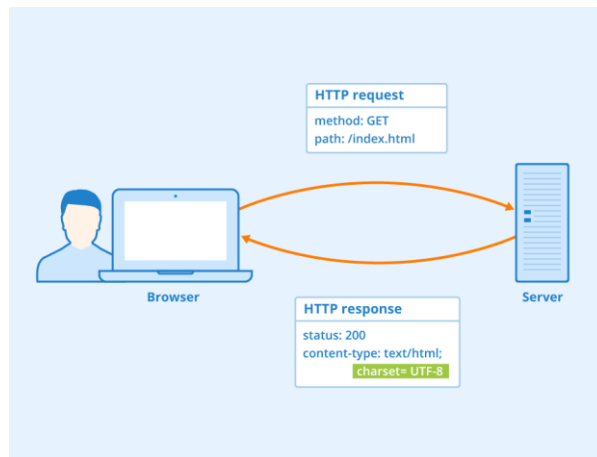 HTTP request
method: GET
path: /index.html
Browser
Server
HTTP response
status: 200
content-type: text/html;
charset= UTF-8